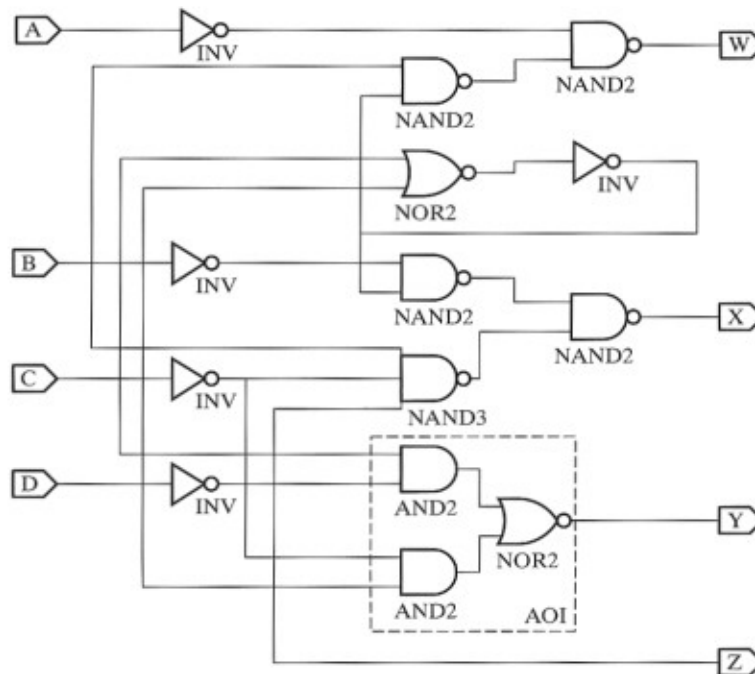 A
INV
NAND2
W
NAND2
NOR2
INV
B
INV
NAND2
NAND2
X
C
INV
NAND3
D
INV
AND2
NOR2
Y
AND2
AOI
Z